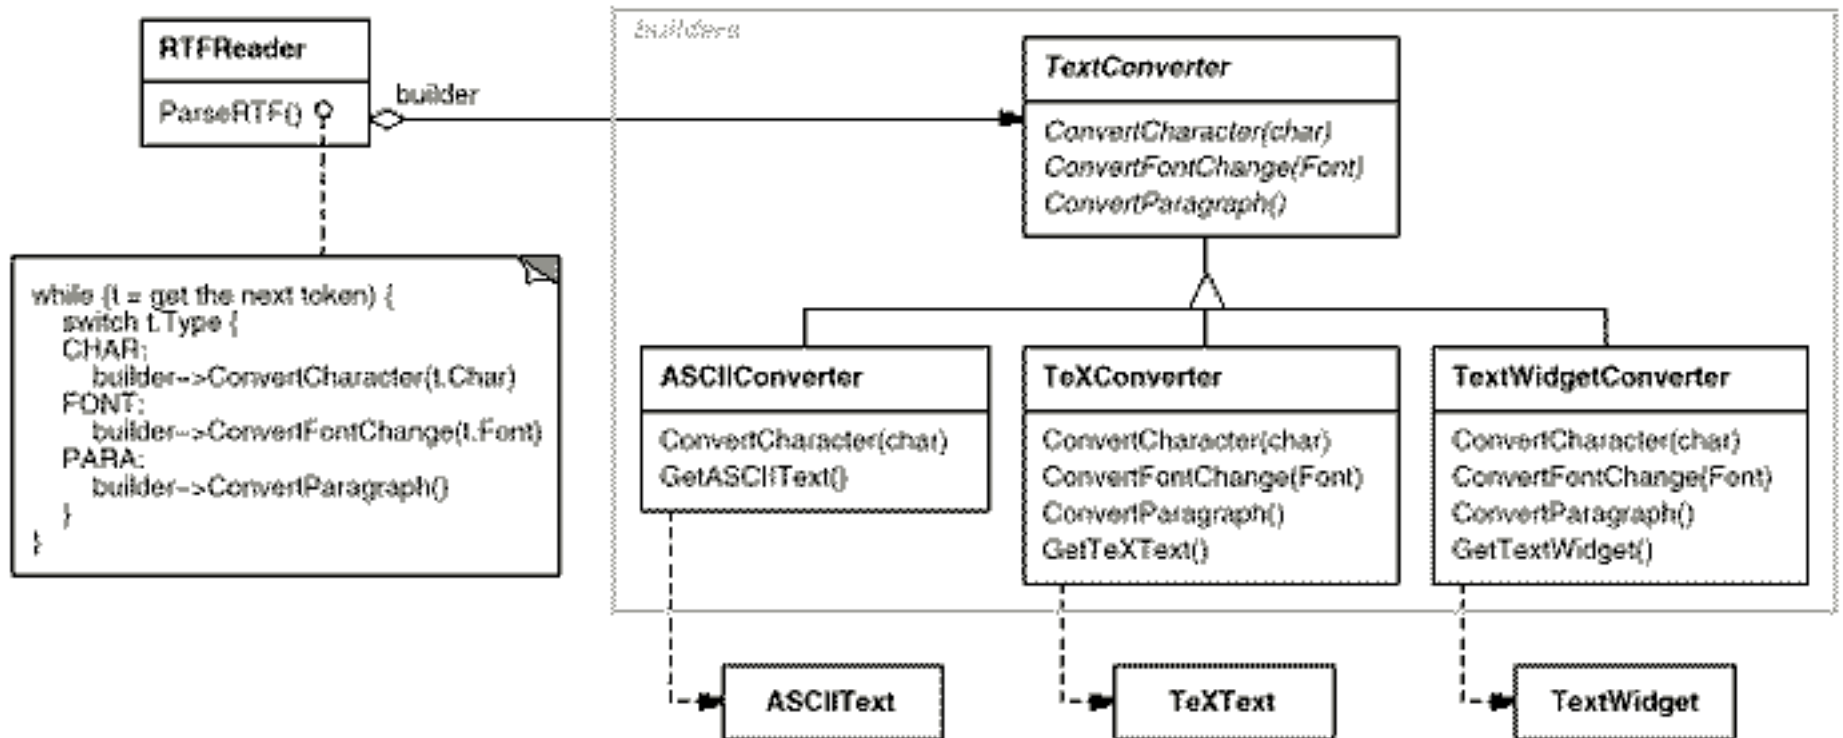 RTFReader
ParseRTF()
builder
builders
TextConverter
ConvertCharacter(char)
ConvertFontChange(Font)
ConvertParagraph()
while (t = get the next token) {
switch t.Type {
CHAR:
builder->ConvertCharacter(t.Char)
FONT:
builder->ConvertFontChange(t.Font)
PARA:
builder->ConvertParagraph()
}
}
ASCIIConverter
ConvertCharacter(char)
GetASCIIText()
TeXConverter
ConvertCharacter(char)
ConvertFontChange(Font)
ConvertParagraph()
GetTeXText()
TextWidgetConverter
ConvertCharacter(char)
ConvertFontChange(Font)
ConvertParagraph()
GetTextWidget()
ASCIIText
TeXText
TextWidget